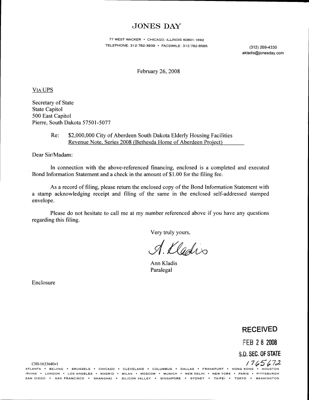 JONES DAY
77 WEST WACKER • CHICAGO, ILLINOIS 60601-1692
TELEPHONE: 312-782-3939 • FACSIMILE: 312-782-8585
(312) 269-4330
akladis@jonesday.com
February 26, 2008
VIA UPS
Secretary of State
State Capitol
500 East Capitol
Pierre, South Dakota 57501-5077
Re: $2,000,000 City of Aberdeen South Dakota Elderly Housing Facilities
Revenue Note, Series 2008 (Bethesda Home of Aberdeen Project)
Dear Sir/Madam:
In connection with the above-referenced financing, enclosed is a completed and executed
Bond Information Statement and a check in the amount of $1.00 for the filing fee.
As a record of filing, please return the enclosed copy of the Bond Information Statement with
a stamp acknowledging receipt and filing of the same in the enclosed self-addressed stamped
envelope.
Please do not hesitate to call me at my number referenced above if you have any questions
regarding this filing.
Very truly yours,
A. Kladis
Ann Kladis
Paralegal
Enclosure
RECEIVED
FEB 28 2008
S.D. SEC. OF STATE
1765672
ATLANTA • BEIJING • BRUSSELS • CHICAGO • CLEVELAND • COLUMBUS • DALLAS • FRANKFURT • HONG KONG • HOUSTON
IRVINE • LONDON • LOS ANGELES • MADRID • MILAN • MOSCOW • MUNICH • NEW DELHI • NEW YORK • PARIS • PITTSBURGH
SAN DIEGO • SAN FRANCISCO • SHANGHAI • SILICON VALLEY • SINGAPORE • SYDNEY • TAIPEI • TOKYO • WASHINGTON